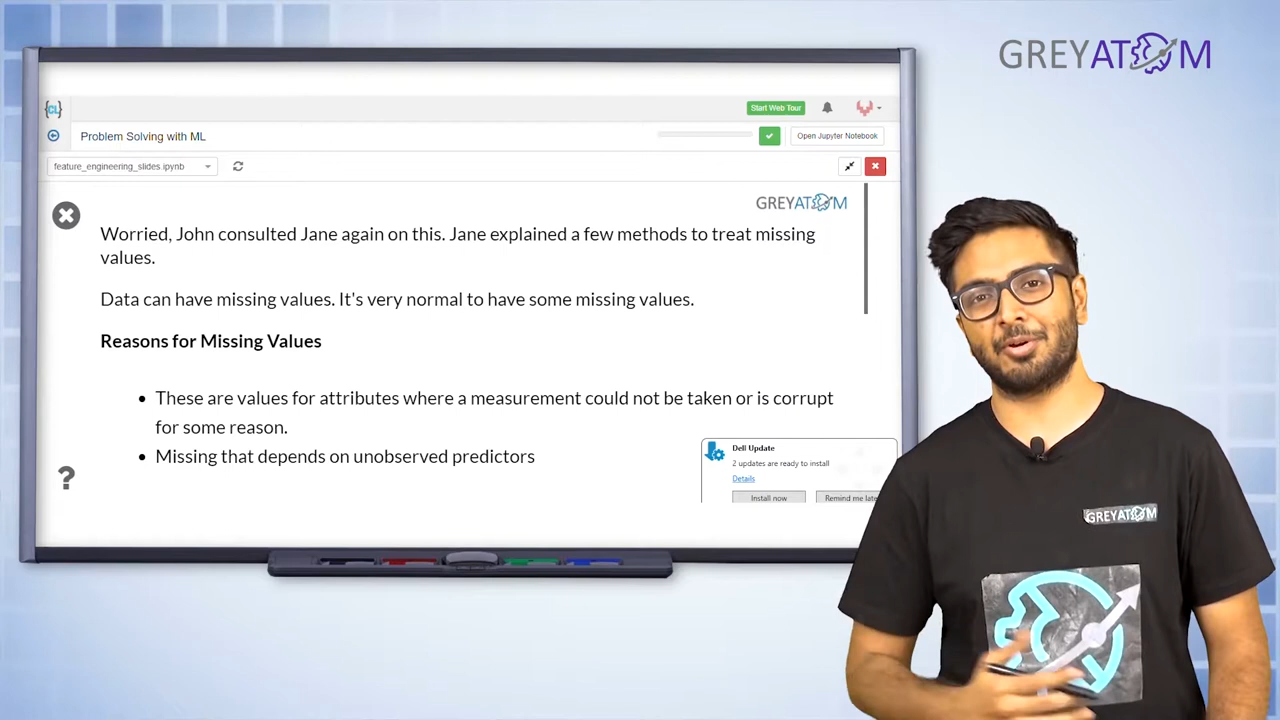 GREYATOM
{CL}
Start Web Tour
Problem Solving with ML
Open Jupyter Notebook
feature_engineering_slides.ipynb
GREYATOM
Worried, John consulted Jane again on this. Jane explained a few methods to treat missing
values.
Data can have missing values. It's very normal to have some missing values.
Reasons for Missing Values
• These are values for attributes where a measurement could not be taken or is corrupt
for some reason.
• Missing that depends on unobserved predictors
?
Dell Update
2 updates are ready to install
Details
Install now
Remind me late
GREYATOM